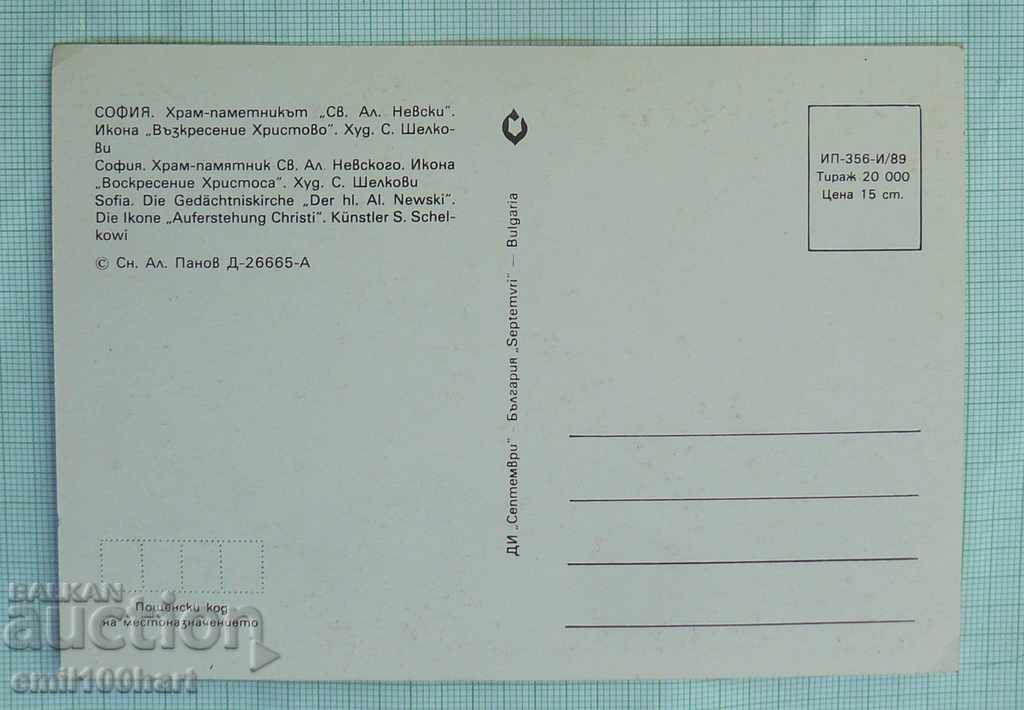 СОФИЯ. Храм-паметникът „Св. Ал. Невски“.
Икона „Възкресение Христово“. Худ. С. Шелко-
ви
София. Храм-памятник Св. Ал. Невского. Икона
„Воскресение Христоса“. Худ. С. Шелкови
Sofia. Die Gedächtniskirche „Der hl. Al. Newski“.
Die Ikone „Auferstehung Christi“. Künstler S. Schel-
kowi
© Сн. Ал. Панов Д-26665-А
ДИ „Септември“ – България „Septemvri“ – Bulgaria
ИП-356-И/89
Тираж 20 000
Цена 15 ст.
Пощенски код
на местоназначението
BALKAN
auction
emil100hart